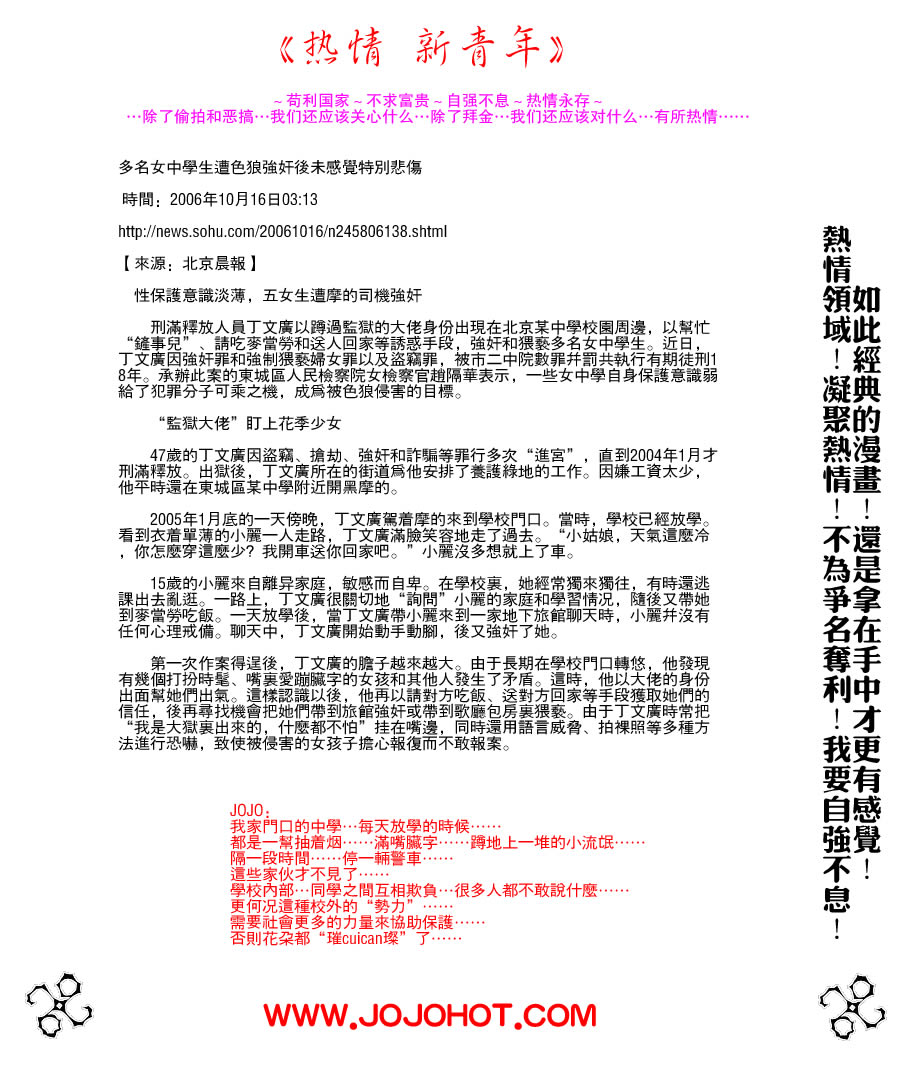 《热情 新青年》
～苟利国家～不求富贵～自强不息～热情永存～
…除了偷拍和恶搞…我们还应该关心什么…除了拜金…我们还应该对什么…有所热情……
多名女中學生遭色狼強奸後未感覺特別悲傷
時間：2006年10月16日03:13
http://news.sohu.com/20061016/n245806138.shtml
【來源：北京晨報】
性保護意識淡薄，五女生遭摩的司機強奸
刑滿釋放人員丁文廣以蹲過監獄的大佬身份出現在北京某中學校園周邊，以幫忙
“鏟事兒”、請吃麥當勞和送人回家等誘惑手段，強奸和猥褻多名女中學生。近日，
丁文廣因強奸罪和強制猥褻婦女罪以及盜竊罪，被市二中院數罪幷罰共執行有期徒刑1
8年。承辦此案的東城區人民檢察院女檢察官趙隔華表示，一些女中學自身保護意識弱
給了犯罪分子可乘之機，成爲被色狼侵害的目標。
“監獄大佬”盯上花季少女
47歲的丁文廣因盜竊、搶劫、強奸和詐騙等罪行多次“進宮”，直到2004年1月才
刑滿釋放。出獄後，丁文廣所在的街道爲他安排了養護綠地的工作。因嫌工資太少，
他平時還在東城區某中學附近開黑摩的。
2005年1月底的一天傍晚，丁文廣駕着摩的來到學校門口。當時，學校已經放學。
看到衣着單薄的小麗一人走路，丁文廣滿臉笑容地走了過去。“小姑娘，天氣這麼冷
，你怎麼穿這麼少？我開車送你回家吧。”小麗沒多想就上了車。
15歲的小麗來自離异家庭，敏感而自卑。在學校裏，她經常獨來獨往，有時還逃
課出去亂逛。一路上，丁文廣很關切地“詢問”小麗的家庭和學習情况，隨後又帶她
到麥當勞吃飯。一天放學後，當丁文廣帶小麗來到一家地下旅館聊天時，小麗幷沒有
任何心理戒備。聊天中，丁文廣開始動手動腳，後又強奸了她。
第一次作案得逞後，丁文廣的膽子越來越大。由于長期在學校門口轉悠，他發現
有幾個打扮時髦、嘴裏愛蹦臟字的女孩和其他人發生了矛盾。這時，他以大佬的身份
出面幫她們出氣。這樣認識以後，他再以請對方吃飯、送對方回家等手段獲取她們的
信任，後再尋找機會把她們帶到旅館強奸或帶到歌廳包房裏猥褻。由于丁文廣時常把
“我是大獄裏出來的，什麼都不怕”挂在嘴邊，同時還用語言威脅、拍裸照等多種方
法進行恐嚇，致使被侵害的女孩子擔心報復而不敢報案。
JOJO：
我家門口的中學…每天放學的時候……
都是一幫抽着烟……滿嘴臟字……蹲地上一堆的小流氓……
隔一段時間……停一輛警車……
這些家伙才不見了……
學校內部…同學之間互相欺負…很多人都不敢說什麼……
更何况這種校外的“勢力”……
需要社會更多的力量來協助保護……
否則花朶都“璀cuican璨”了……
如此經典的漫畫！還是拿在手中才更有感覺！
熱情領域！凝聚熱情！不為爭名奪利！我要自強不息！
WWW.JOJOHOT.COM